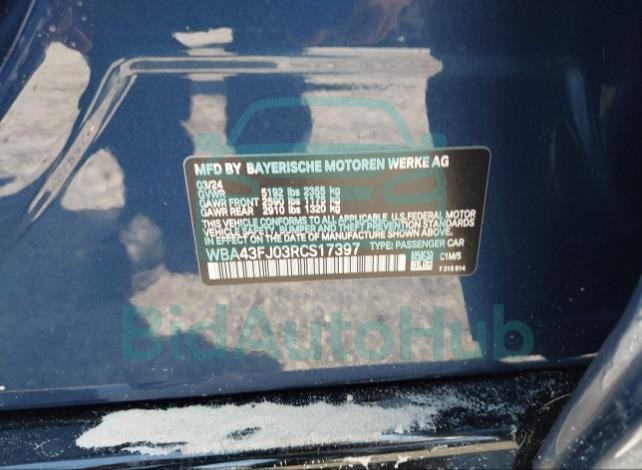 MFD BY BAYERISCHE MOTOREN WERKE AG
03/24
GVWR 5192 lbs 2355 kg
GAWR FRONT 2590 lbs 1175 kg
GAWR REAR 2910 lbs 1320 kg
THIS VEHICLE CONFORMS TO ALL APPLICABLE U.S. FEDERAL MOTOR
VEHICLE SAFETY, BUMPER AND THEFT PREVENTION STANDARDS
IN EFFECT ON THE DATE OF MANUFACTURE SHOWN ABOVE.
WBA43FJ03RCS17397 TYPE: PASSENGER CAR
C1M/5
7 315 814
BidAutoHub